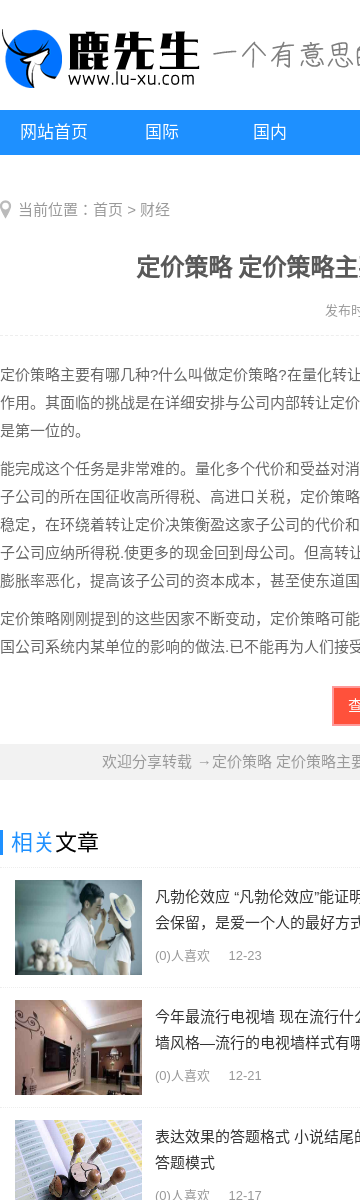 鹿先生
www.lu-xu.com
一个有意思的
网站首页 国际 国内
当前位置：首页 > 财经
定价策略 定价策略主
发布时
定价策略主要有哪几种?什么叫做定价策略?在量化转让
作用。其面临的挑战是在详细安排与公司内部转让定价
是第一位的。
能完成这个任务是非常难的。量化多个代价和受益对消
子公司的所在国征收高所得税、高进口关税，定价策略
稳定，在环绕着转让定价决策衡盈这家子公司的代价和
子公司应纳所得税.使更多的现金回到母公司。但高转让
膨胀率恶化，提高该子公司的资本成本，甚至使东道国
定价策略刚刚提到的这些因家不断变动，定价策略可能
国公司系统内某单位的影响的做法.已不能再为人们接受
查
欢迎分享转载 →定价策略 定价策略主要
相关文章
凡勃伦效应 “凡勃伦效应”能证明
会保留，是爱一个人的最好方式
(0)人喜欢 12-23
今年最流行电视墙 现在流行什么
墙风格—流行的电视墙样式有哪
(0)人喜欢 12-21
表达效果的答题格式 小说结尾的
答题模式
(0)人喜欢 12-17